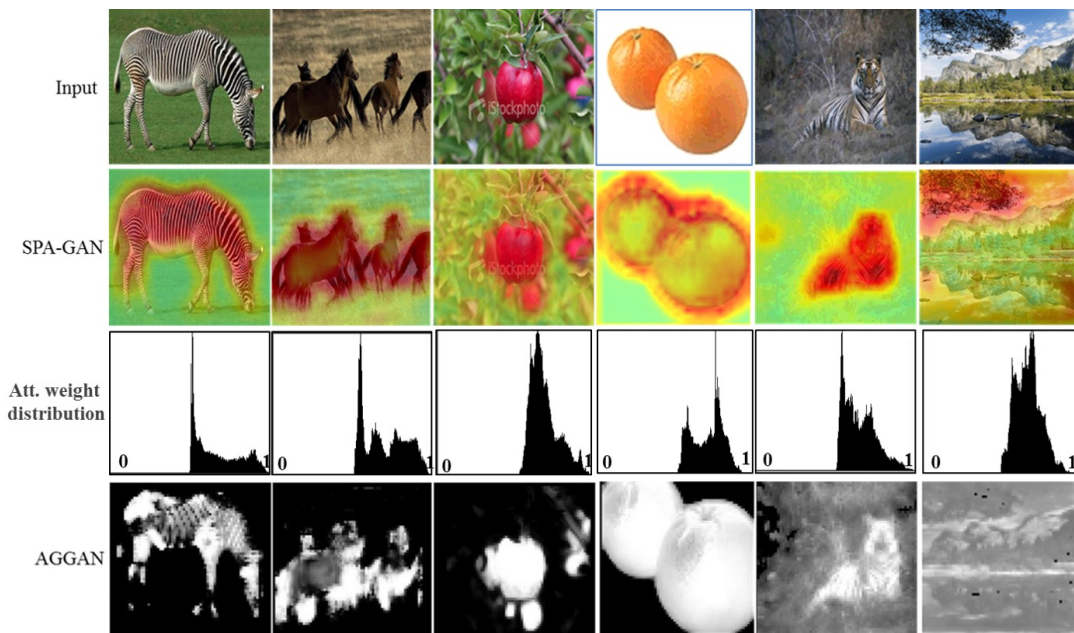 Input
iStockphoto
SPA-GAN
iStockphoto
Att. weight
distribution
0 1
0 1
0 1
0 1
0 1
0 1
AGGAN